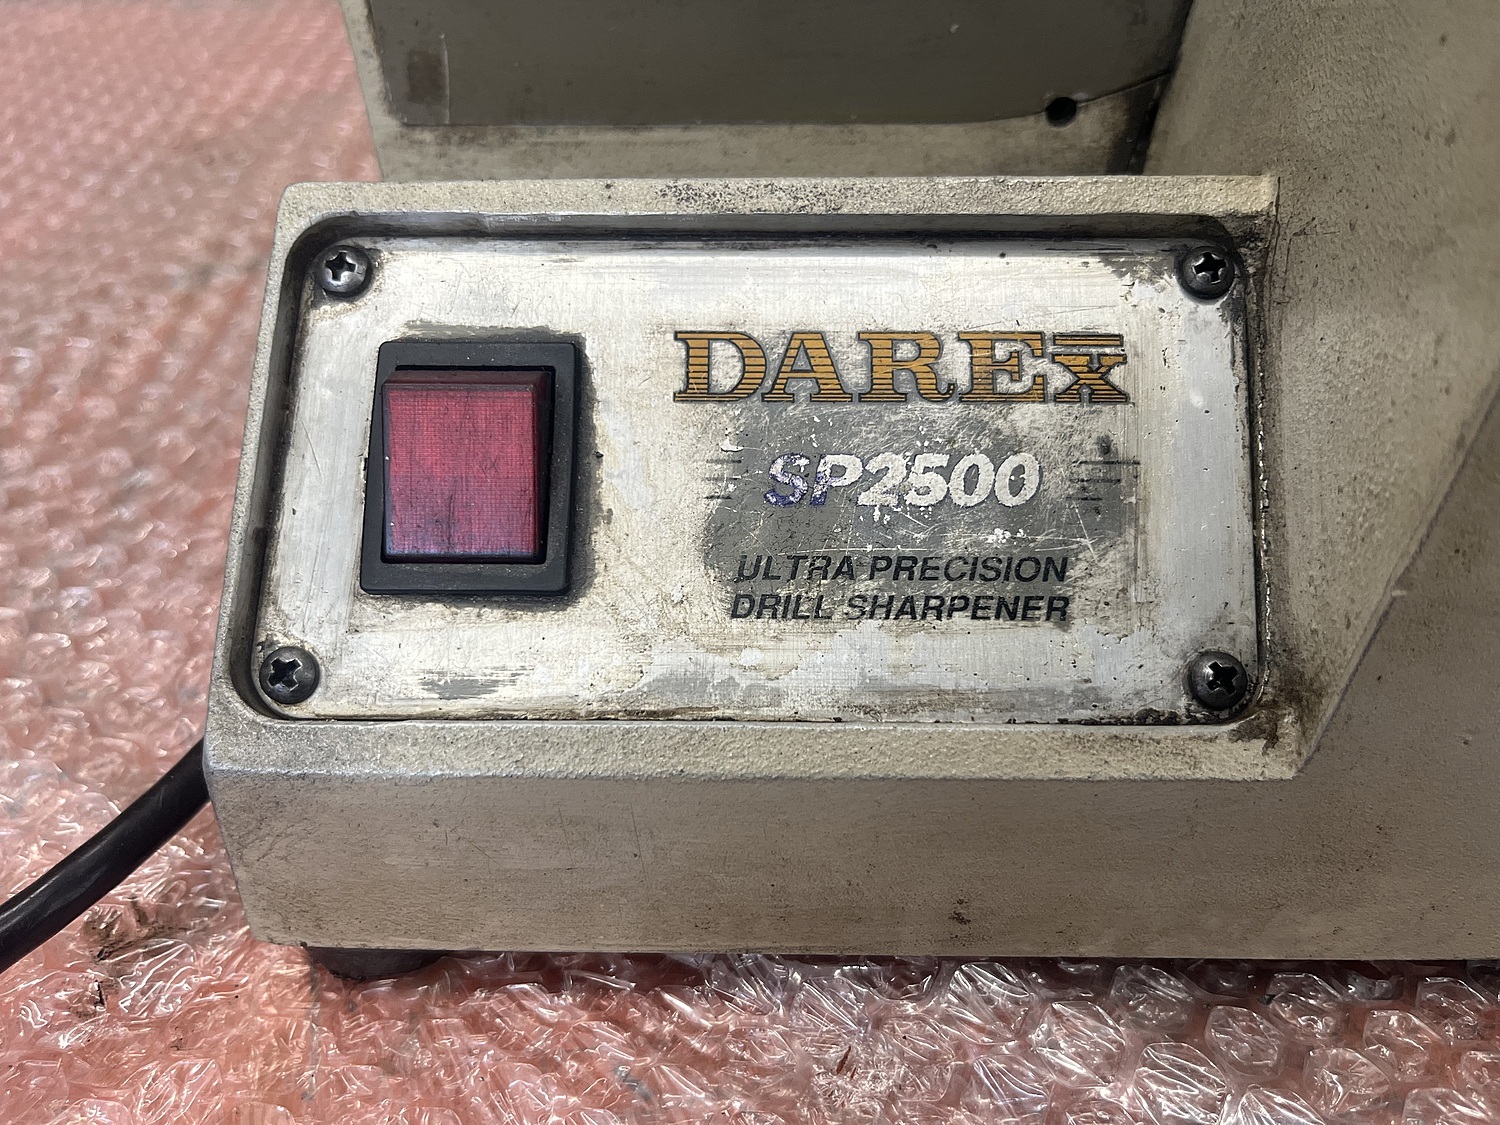 DAREX
SP2500
ULTRA PRECISION
DRILL SHARPENER